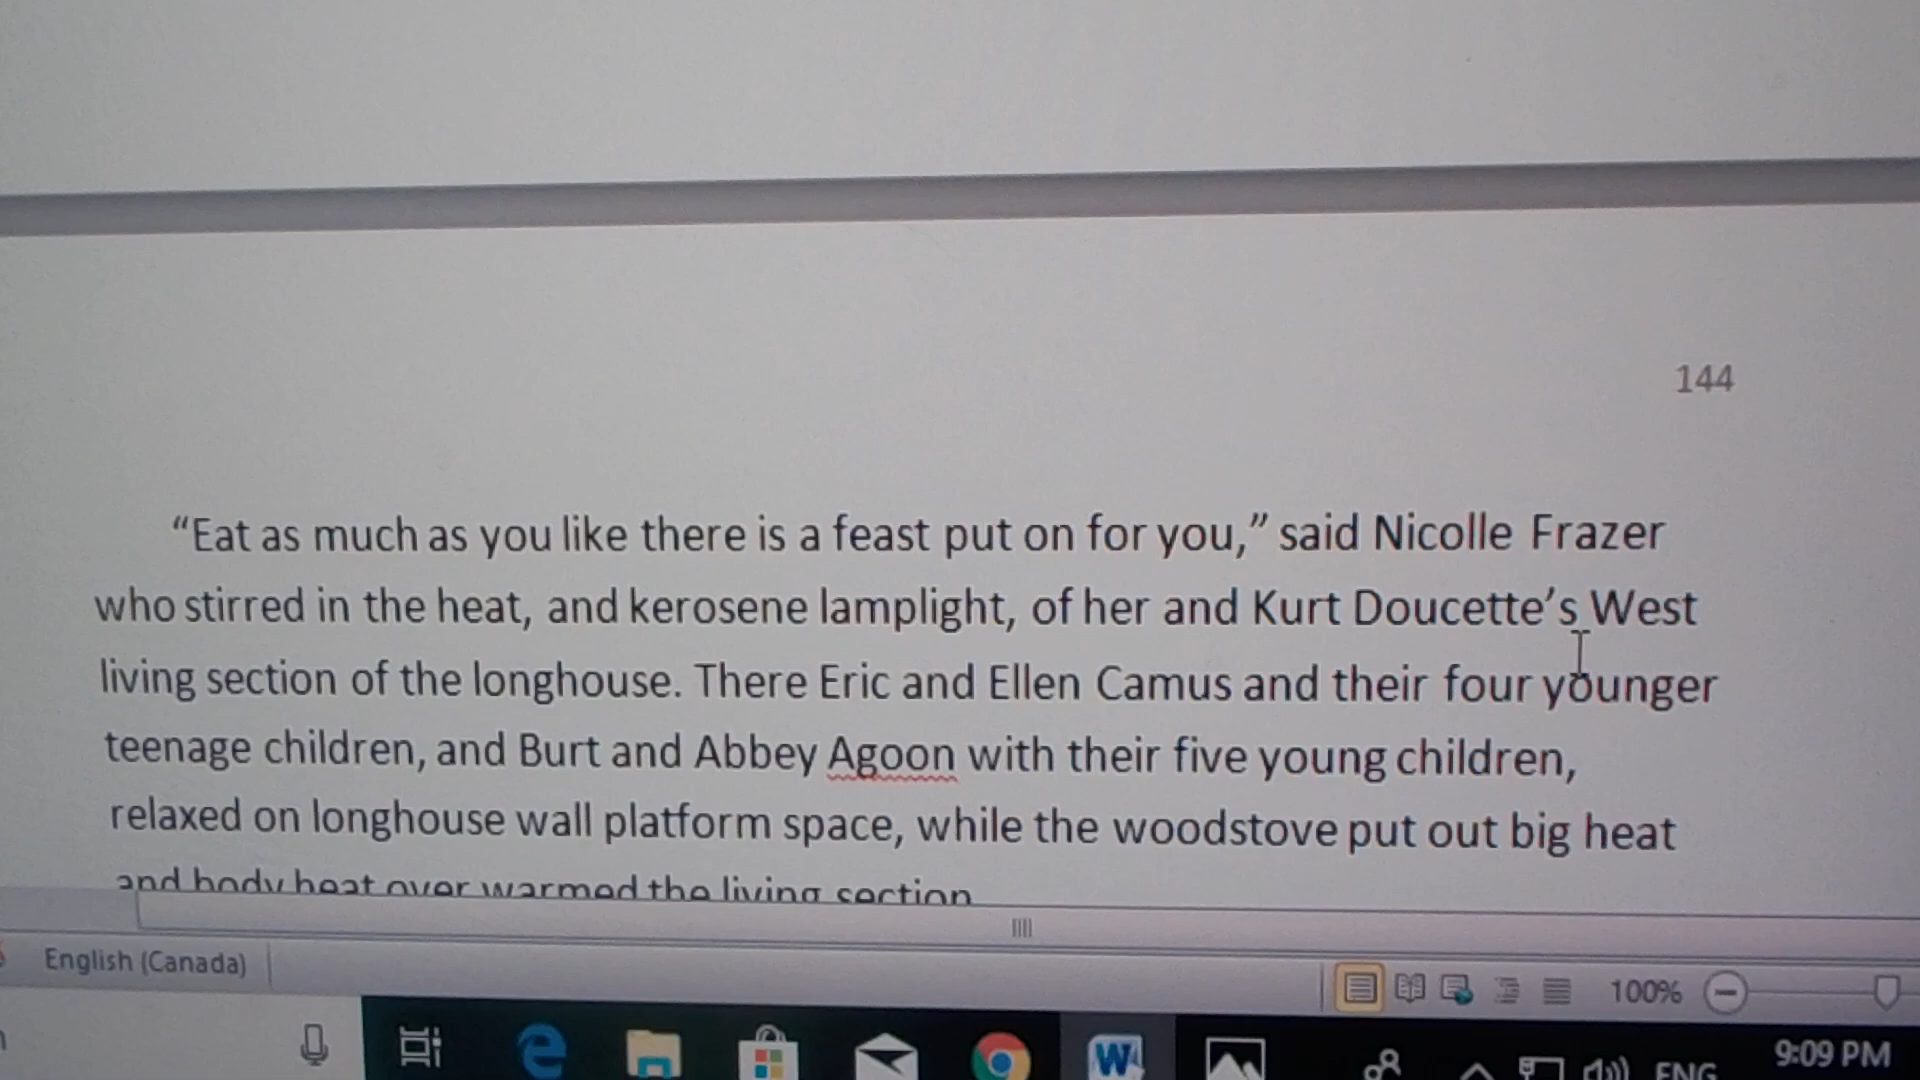 144
“Eat as much as you like there is a feast put on for you,” said Nicolle Frazer
who stirred in the heat, and kerosene lamplight, of her and Kurt Doucette’s West
living section of the longhouse. There Eric and Ellen Camus and their four younger
teenage children, and Burt and Abbey Agoon with their five young children,
relaxed on longhouse wall platform space, while the woodstove put out big heat
and body heat over warmed the living section
English (Canada)
100%
ENG
9:09 PM